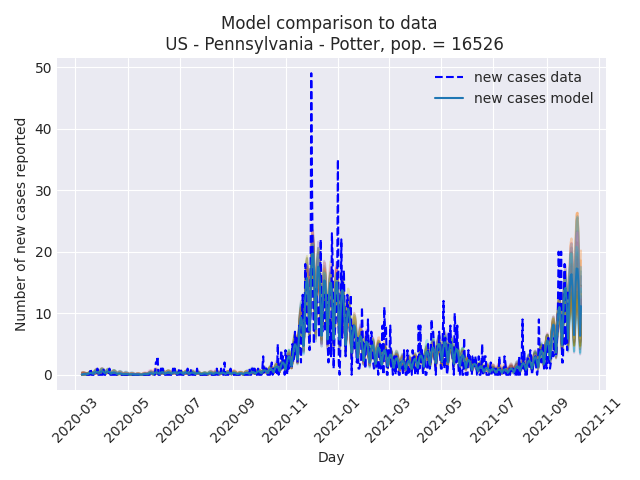 Model comparison to data
US - Pennsylvania - Potter, pop. = 16526
new cases data
new cases model
Number of new cases reported
50
40
30
20
10
0
2020-03
2020-05
2020-07
2020-09
2020-11
2021-01
2021-03
2021-05
2021-07
2021-09
2021-11
Day